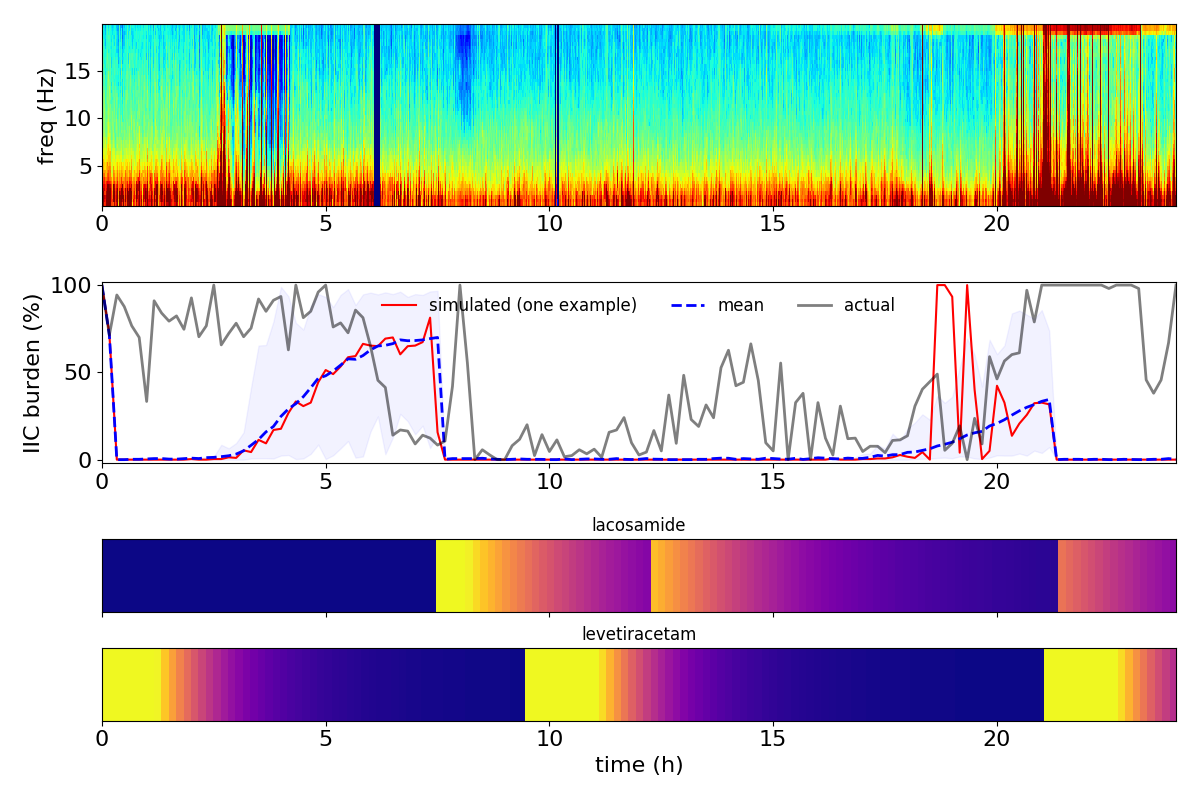 freq (Hz)
15
10
5
0 5 10 15 20
IIC burden (%)
100
50
0
simulated (one example) mean actual
0 5 10 15 20
lacosamide
levetiracetam
0 5 10 15 20
time (h)